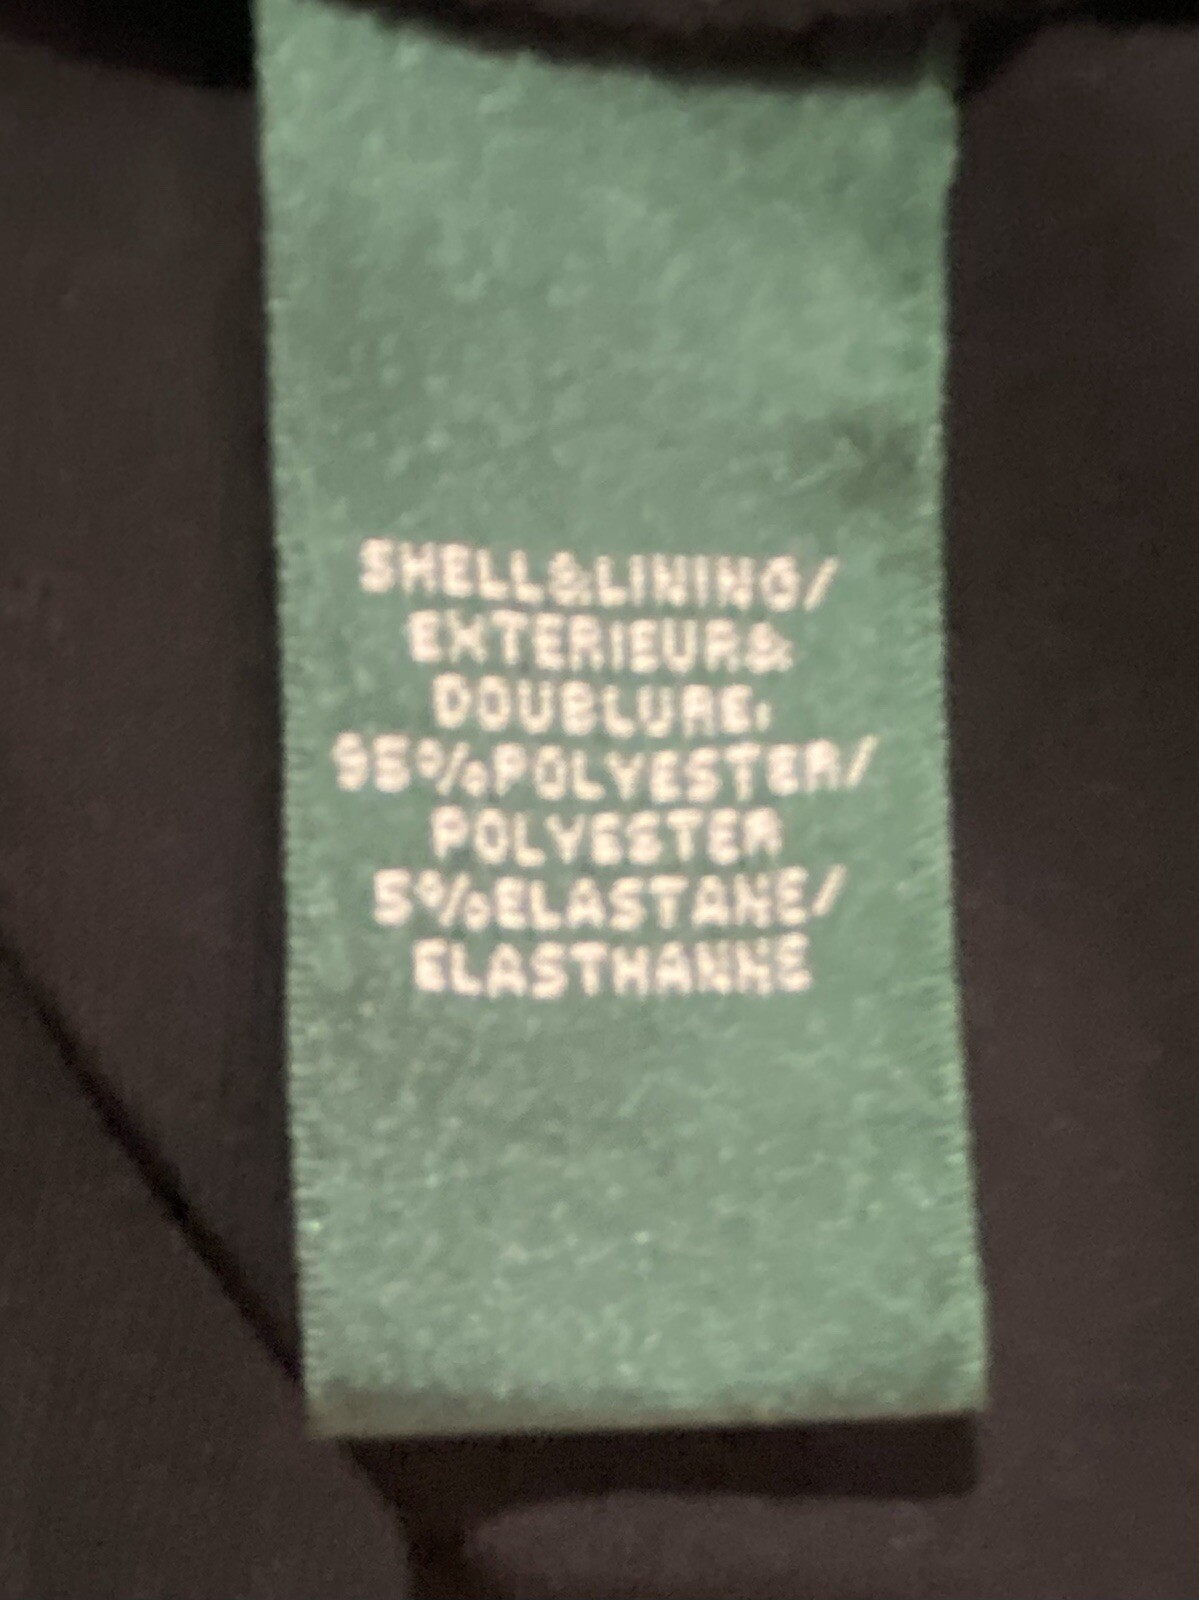 SHELL&LINING/
EXTERIEUR&
DOUBLURE:
95%POLYESTER/
POLYESTER
5%ELASTANE/
ELASTHANNE